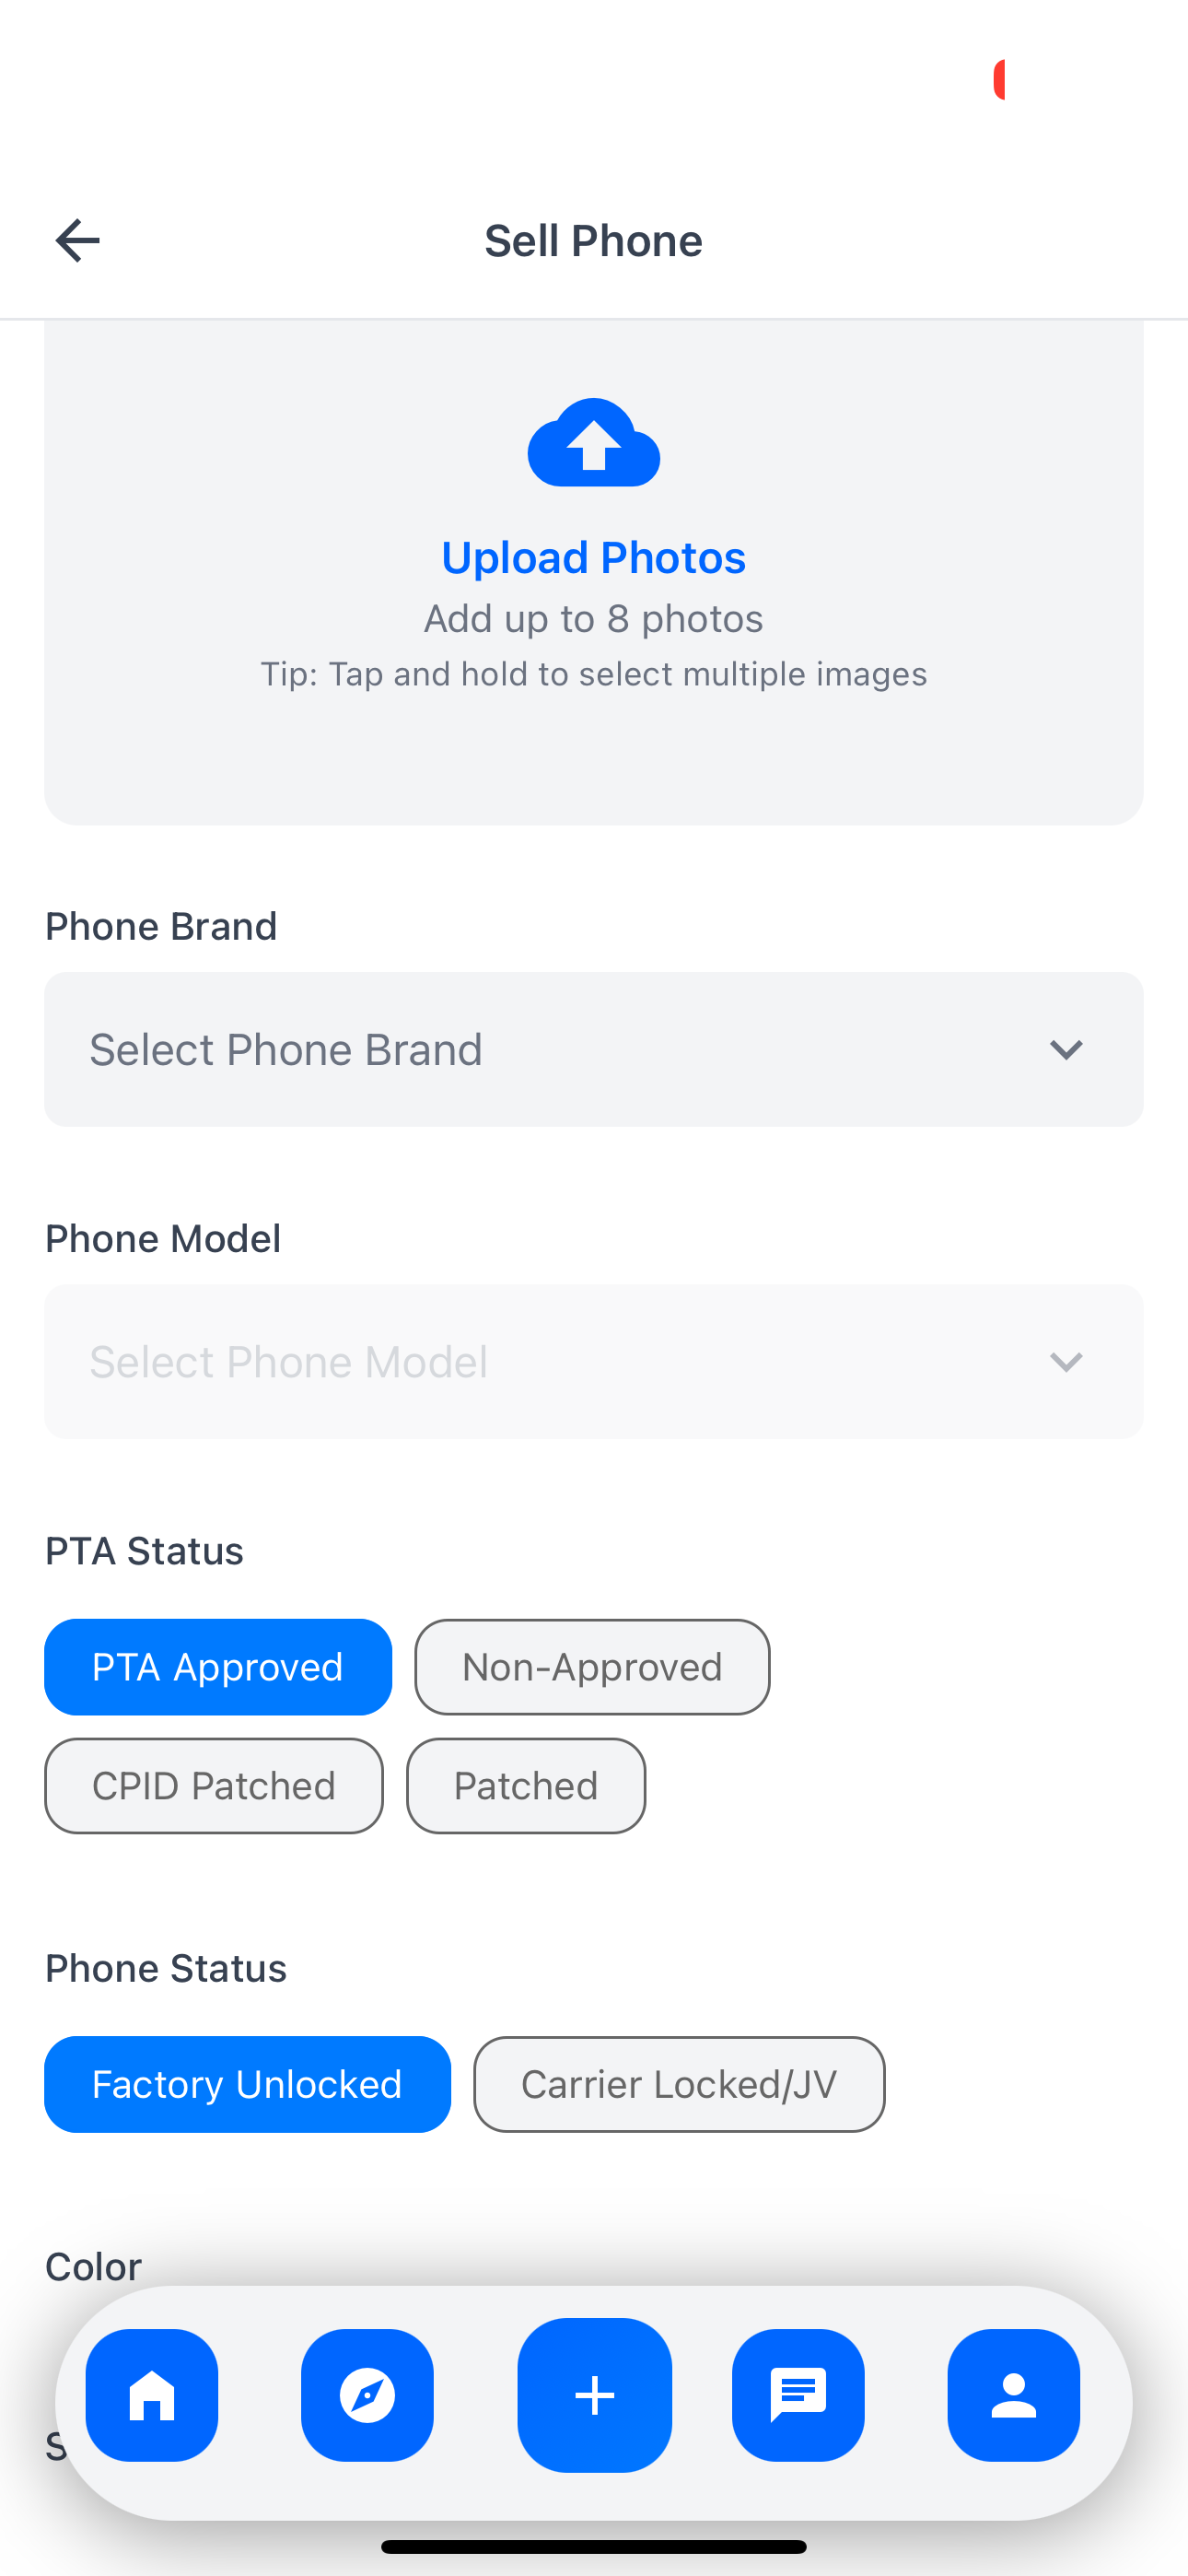 Sell Phone
Upload Photos
Add up to 8 photos
Tip: Tap and hold to select multiple images
Phone Brand
Select Phone Brand
Phone Model
Select Phone Model
PTA Status
PTA Approved Non-Approved
CPID Patched Patched
Phone Status
Factory Unlocked Carrier Locked/JV
Color